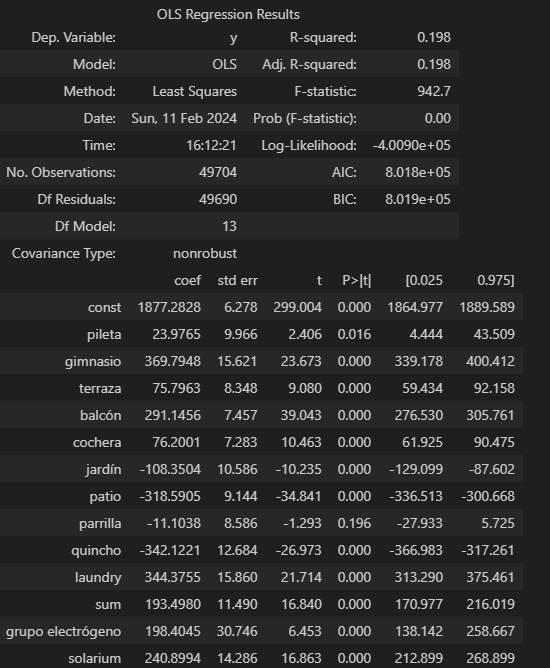 OLS Regression Results
Dep. Variable: y R-squared: 0.198
Model: OLS Adj. R-squared: 0.198
Method: Least Squares F-statistic: 942.7
Date: Sun, 11 Feb 2024 Prob (F-statistic): 0.00
Time: 16:12:21 Log-Likelihood: -4.0090e+05
No. Observations: 49704 AIC: 8.018e+05
Df Residuals: 49690 BIC: 8.019e+05
Df Model: 13
Covariance Type: nonrobust
coef std err t P>|t| [0.025 0.975]
const 1877.2828 6.278 299.004 0.000 1864.977 1889.589
pileta 23.9765 9.966 2.406 0.016 4.444 43.509
gimnasio 369.7948 15.621 23.673 0.000 339.178 400.412
terraza 75.7963 8.348 9.080 0.000 59.434 92.158
balcón 291.1456 7.457 39.043 0.000 276.530 305.761
cochera 76.2001 7.283 10.463 0.000 61.925 90.475
jardín -108.3504 10.586 -10.235 0.000 -129.099 -87.602
patio -318.5905 9.144 -34.841 0.000 -336.513 -300.668
parrilla -11.1038 8.586 -1.293 0.196 -27.933 5.725
quincho -342.1221 12.684 -26.973 0.000 -366.983 -317.261
laundry 344.3755 15.860 21.714 0.000 313.290 375.461
sum 193.4980 11.490 16.840 0.000 170.977 216.019
grupo electrógeno 198.4045 30.746 6.453 0.000 138.142 258.667
solarium 240.8994 14.286 16.863 0.000 212.899 268.899